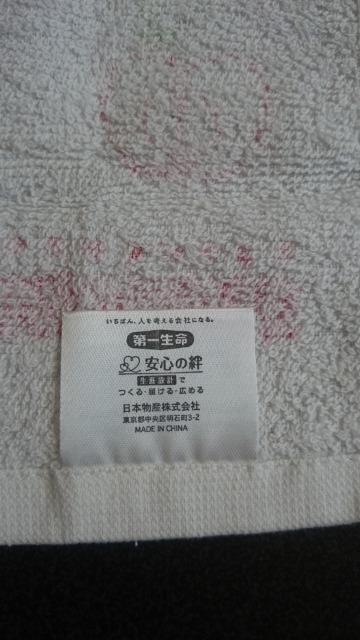 いちばん、人を考える会社になる。
第一生命
安心の絆
生涯設計で
つくる・届ける・広める
日本物産株式会社
東京都中央区明石町3-2
MADE IN CHINA